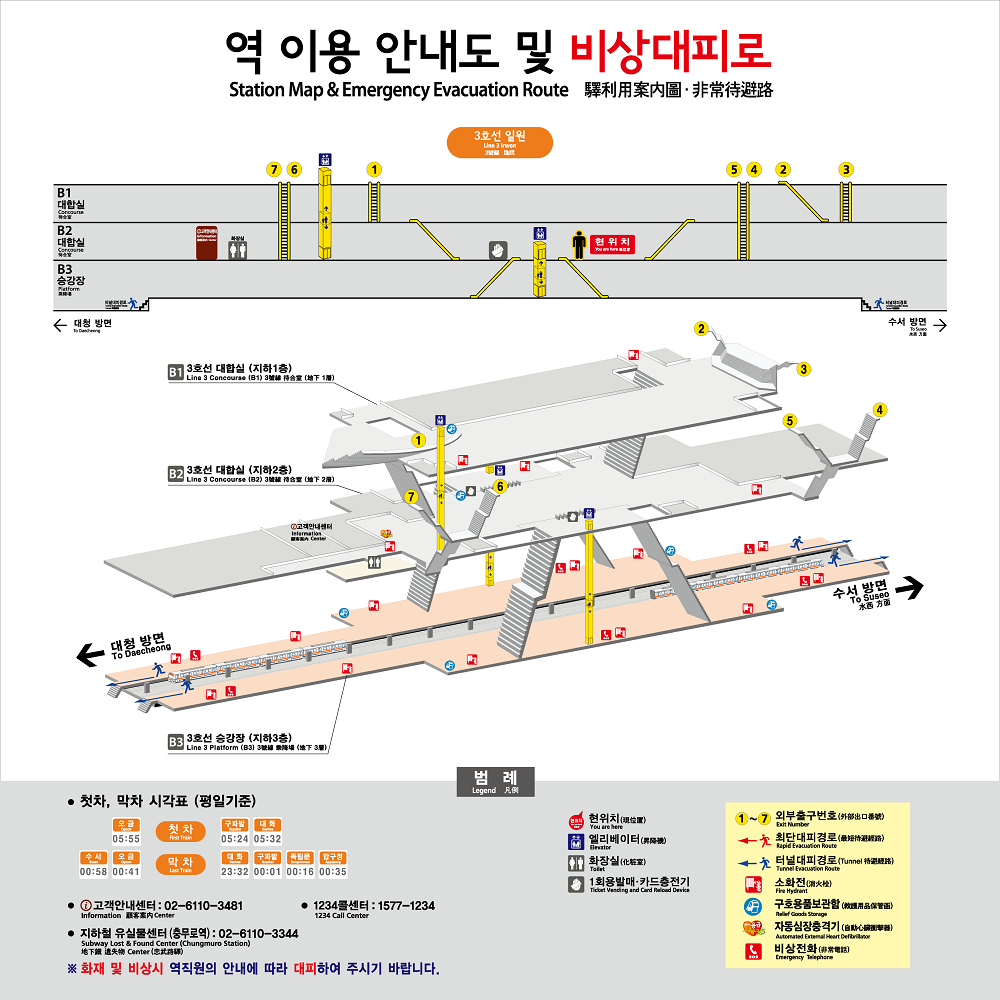 역 이용 안내도 및 비상대피로
Station Map & Emergency Evacuation Route 驛利用案內圖·非常待避路
3호선 일원
Line 3 Irwon
3號線 逸院
7 6 1 5 4 2 3
B1
대합실
Concourse
待合室
B2
대합실
Concourse
待合室
고객안내센터
Information
顧客案內 Center
화장실
현 위 치
You are here 現位置
B3
승강장
Platform
乘降場
터널대피경로
터널대피경로
대청 방면
To Daecheong
수서 방면
To Suseo
水西 方面
2
3
B1 3호선 대합실 (지하1층)
Line 3 Concourse (B1) 3號線 待合室 (地下 1層)
1
5
4
B2 3호선 대합실 (지하2층)
Line 3 Concourse (B2) 3號線 待合室 (地下 2層)
7
6
고객안내센터
Information
顧客案內 Center
수서 방면
To Suseo
水西 方面
대청 방면
To Daecheong
B3 3호선 승강장 (지하3층)
Line 3 Platform (B3) 3號線 乘降場 (地下 3層)
범 례
Legend 凡例
● 첫차, 막차 시각표 (평일기준)
오 금 첫 차 구파발 대 화
First Train
05:55 05:24 05:32
수 서 오 금 막 차 대 화 구파발 독립문 압구정
Last Train
00:58 00:41 23:32 00:01 00:16 00:35
● 고객안내센터 : 02-6110-3481
Information 顧客案內 Center
● 1234콜센터 : 1577-1234
1234 Call Center
● 지하철 유실물센터 (충무로역) : 02-6110-3344
Subway Lost & Found Center (Chungmuro Station)
地下鐵 遺失物 Center (忠武路驛)
※ 화재 및 비상시 역직원의 안내에 따라 대피하여 주시기 바랍니다.
현위치
현위치(現位置)
You are here
엘리베이터(昇降機)
Elevator
화장실(化粧室)
Toilet
1회용발매·카드충전기
Ticket Vending and Card Reload Device
1~7 외부출구번호(外部出口番號)
Exit Number
최단대피경로(最短待避經路)
Rapid Evacuation Route
터널대피경로(Tunnel 待避經路)
Tunnel Evacuation Route
소화전(消火栓)
Fire Hydrant
구호용품보관함(救護用品保管函)
Relief Goods Storage
자동심장충격기(自動心臟衝擊器)
Automated External Heart Defibrillator
SOS
비상전화(非常電話)
Emergency Telephone